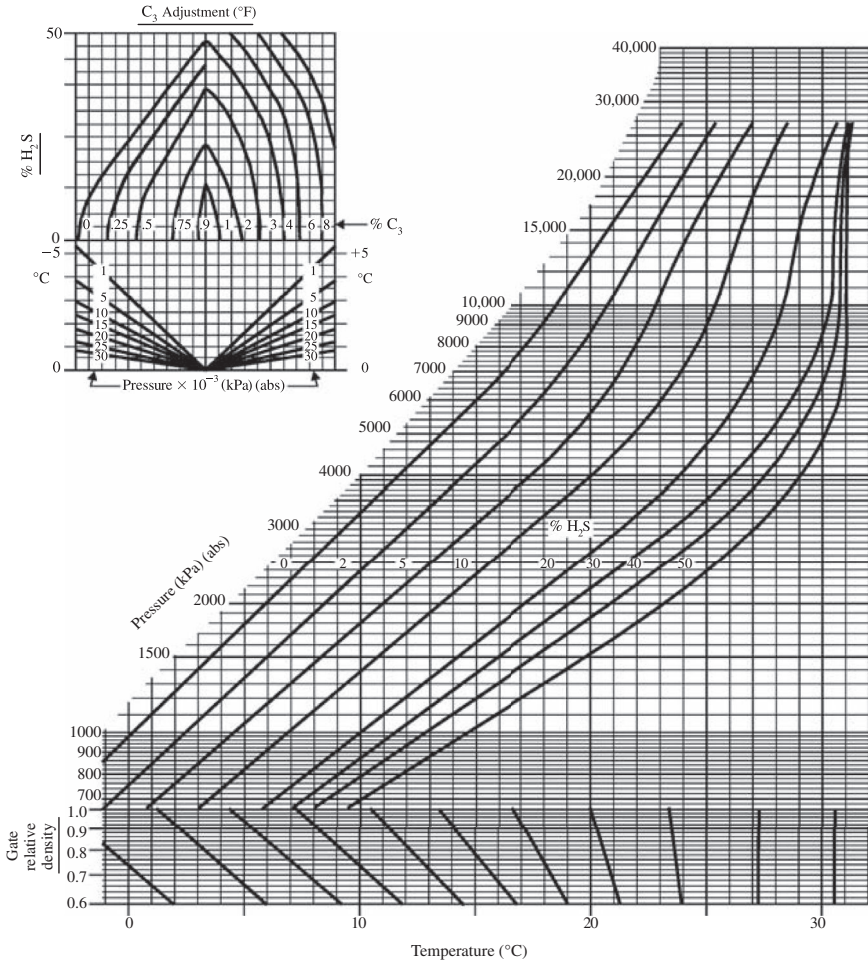 C3 Adjustment (°F)
50
% H2S
0
0 .25 .5 .75 .9 1 2 3 4 6 8
% C3
−5
+5
°C
°C
1
1
5
5
10
10
15
15
20
20
25
25
30
30
0
0
Pressure × 10−3 (kPa) (abs)
40,000
30,000
20,000
15,000
10,000
9000
8000
7000
6000
5000
4000
3000
% H2S
0 2 5 10 20 30 40 50
Pressure (kPa) (abs)
2000
1500
1000
900
800
700
1.0
0.9
0.8
0.7
0.6
Gate
relative
density
0 10 20 30
Temperature (°C)